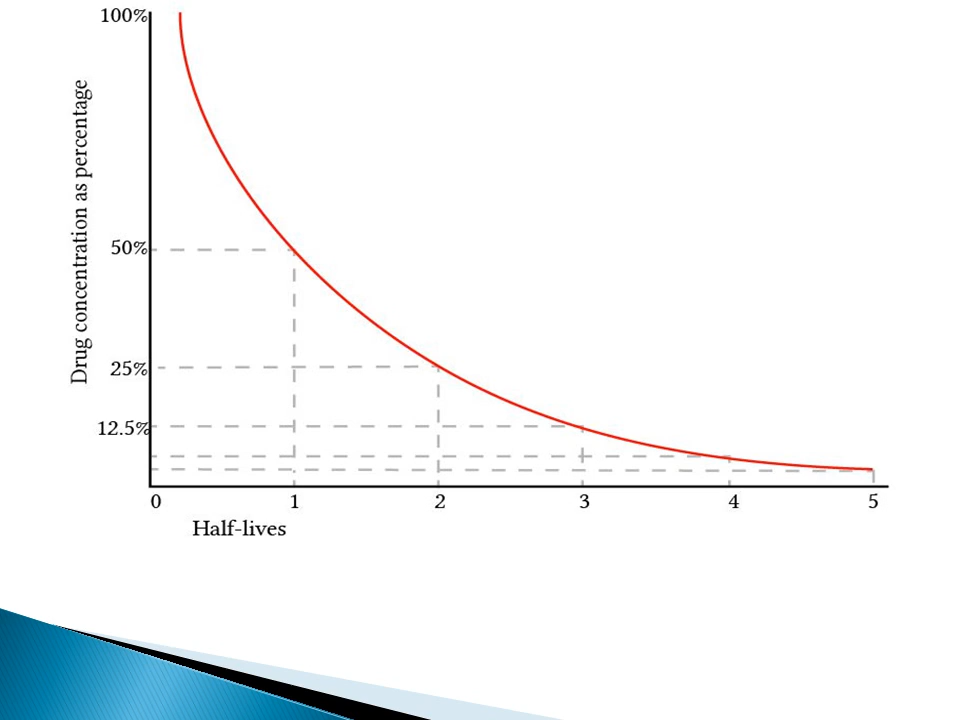 100%
Drug concentration as percentage
50%
25%
12.5%
0 1 2 3 4 5
Half-lives